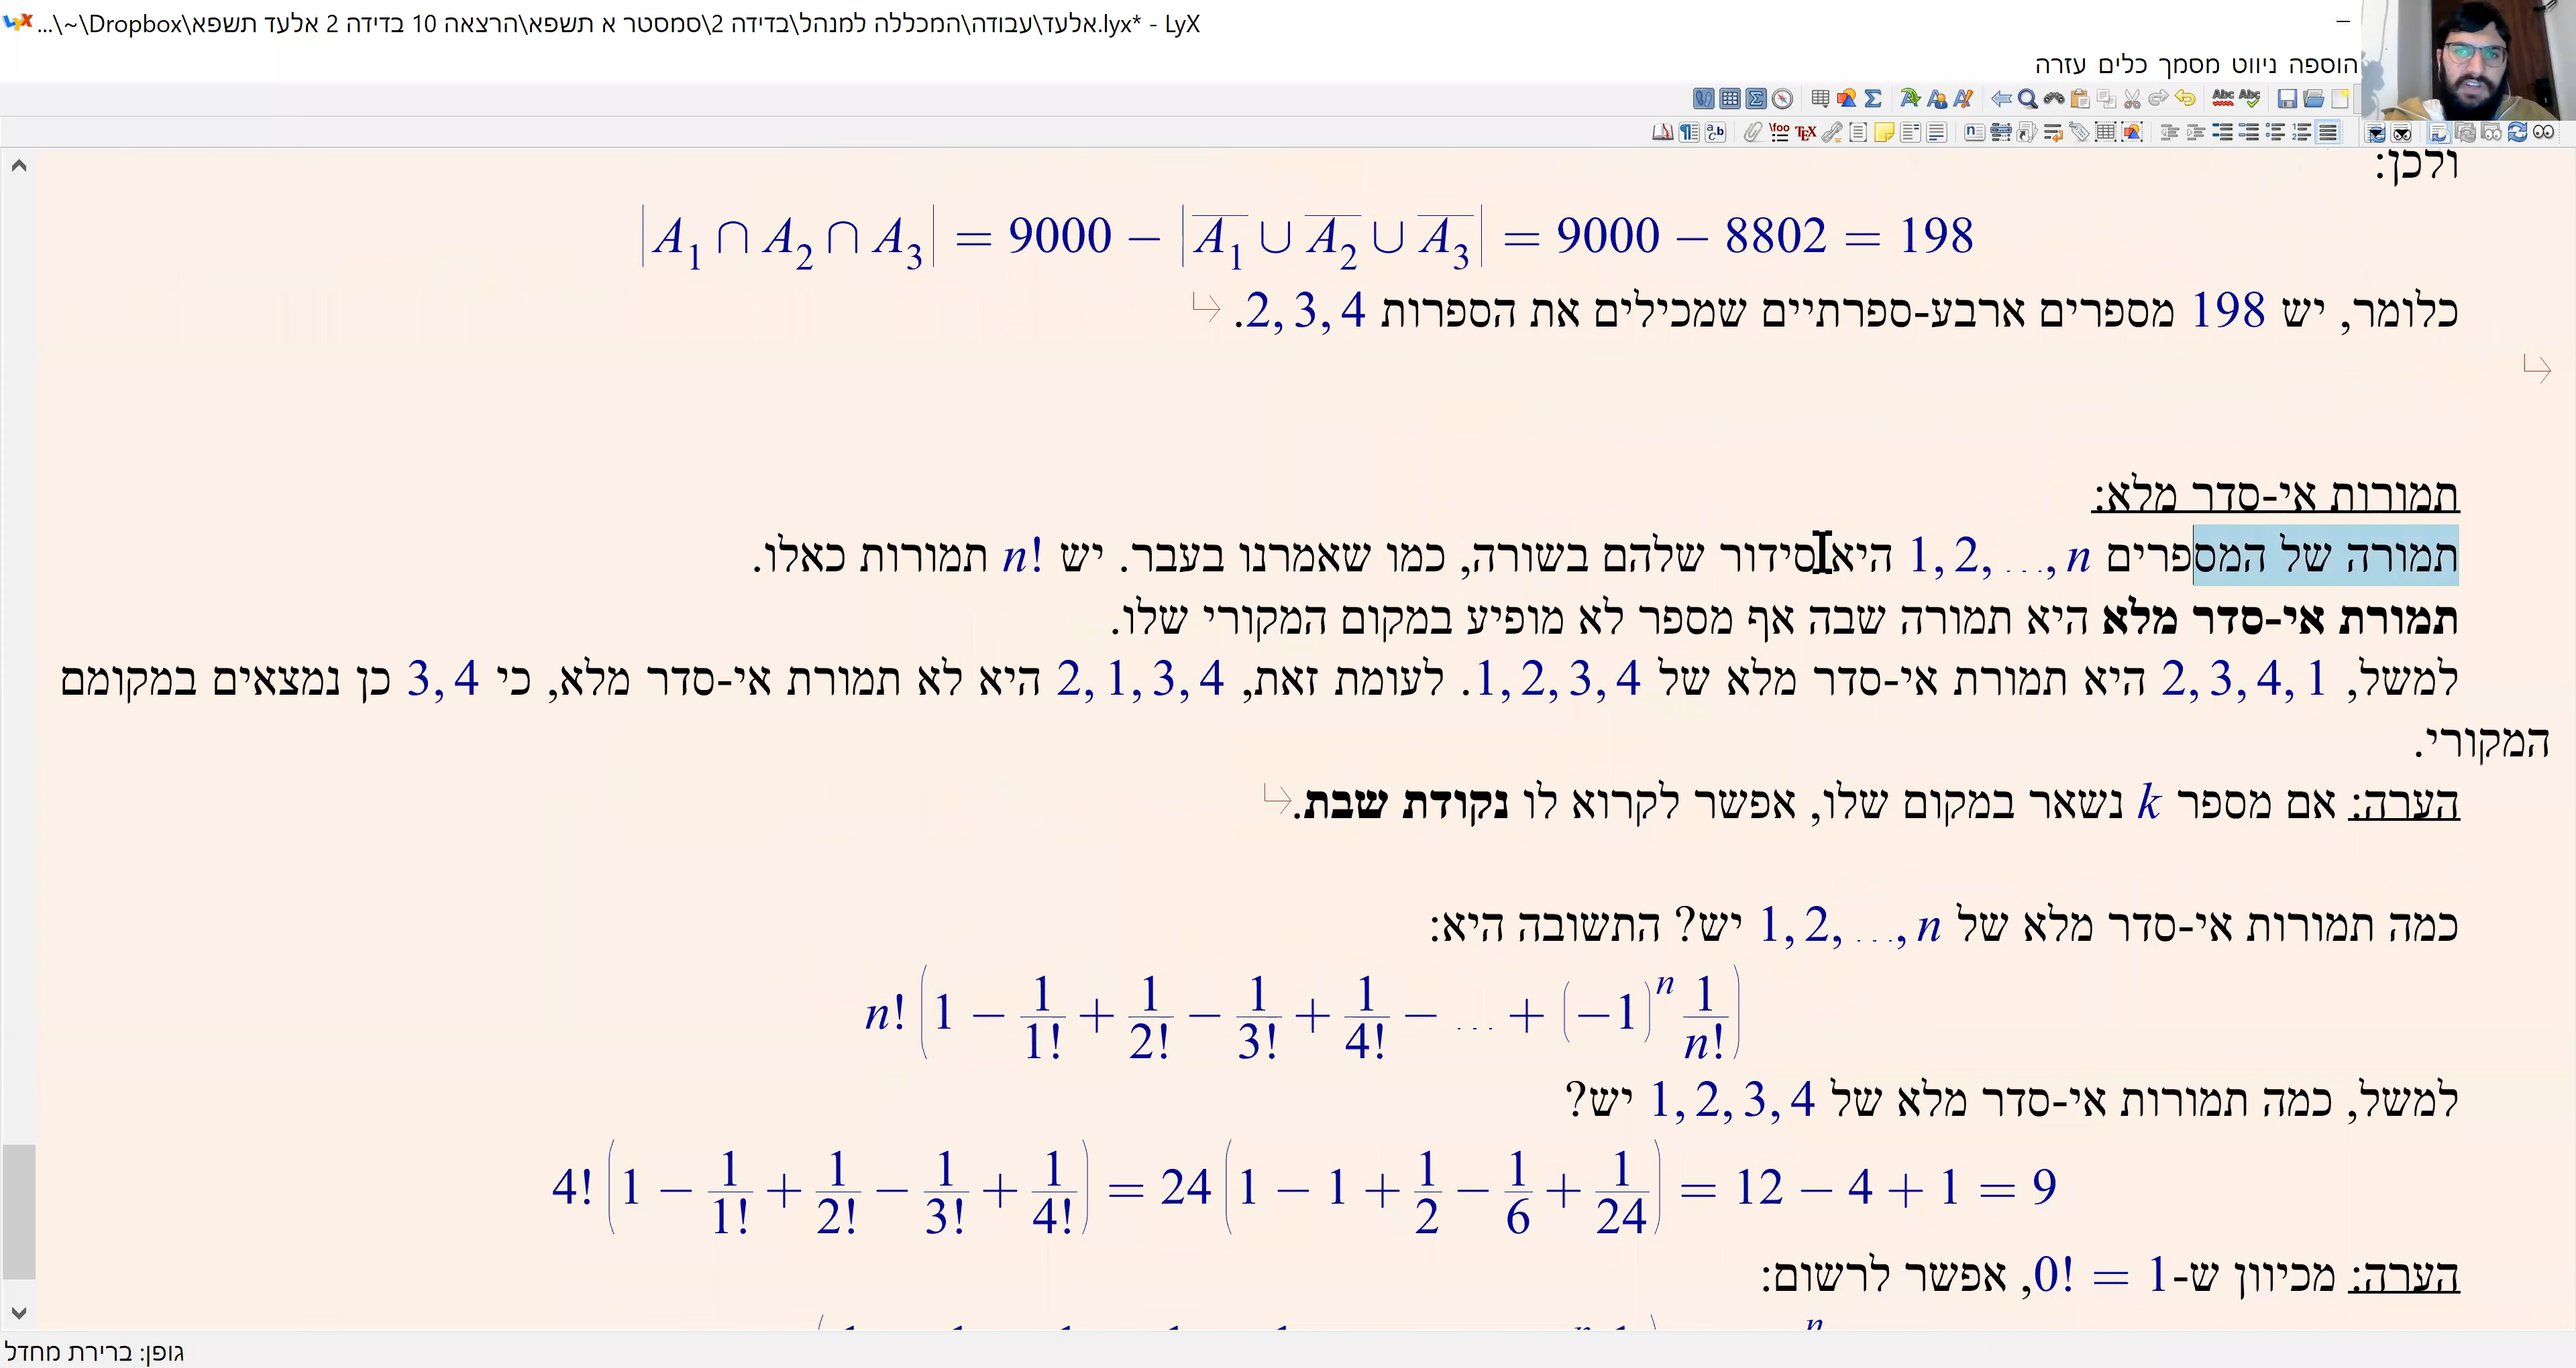 ...\~\Dropbox\אלעד\עבודה\המכללה למנהל\בדידה 2\סמסטר א תשפא\הרצאה 10 בדידה 2 אלעד תשפא.lyx* - LyX
הוספה ניווט מסמך כלים עזרה
ולכן:
|A₁ ∩ A₂ ∩ A₃| = 9000 − |A̅₁ ∪ A̅₂ ∪ A̅₃| = 9000 − 8802 = 198
כלומר, יש 198 מספרים ארבע-ספרתיים שמכילים את הספרות 2, 3, 4.
תמורות אי-סדר מלא:
תמורה של המספרים 1, 2, ..., n היא סידור שלהם בשורה, כמו שאמרנו בעבר. יש n! תמורות כאלו.
תמורת אי-סדר מלא היא תמורה שבה אף מספר לא מופיע במקום המקורי שלו.
למשל, 2, 3, 4, 1 היא תמורת אי-סדר מלא של 1, 2, 3, 4. לעומת זאת, 2, 1, 3, 4 היא לא תמורת אי-סדר מלא, כי 3, 4 כן נמצאים במקומם
המקורי.
הערה: אם מספר k נשאר במקום שלו, אפשר לקרוא לו נקודת שבת.
כמה תמורות אי-סדר מלא של 1, 2, ..., n יש? התשובה היא:
n! (1 − 1/1! + 1/2! − 1/3! + 1/4! − ... + (−1)ⁿ 1/n!)
למשל, כמה תמורות אי-סדר מלא של 1, 2, 3, 4 יש?
4! (1 − 1/1! + 1/2! − 1/3! + 1/4!) = 24 (1 − 1 + 1/2 − 1/6 + 1/24) = 12 − 4 + 1 = 9
הערה: מכיוון ש-0! = 1, אפשר לרשום:
גופן: ברירת מחדל